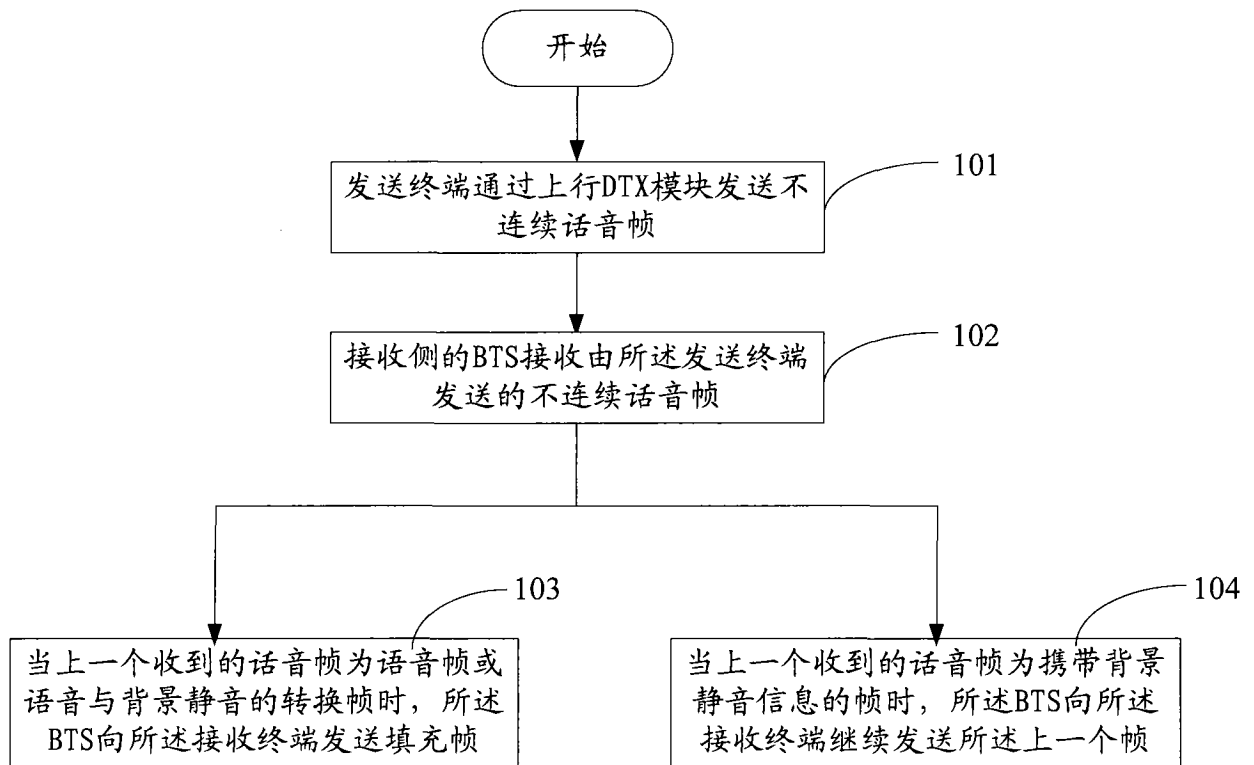 开始
发送终端通过上行DTX模块发送不
连续话音帧
101
接收侧的BTS接收由所述发送终端
发送的不连续话音帧
102
103
当上一个收到的话音帧为语音帧或
语音与背景静音的转换帧时，所述
BTS向所述接收终端发送填充帧
104
当上一个收到的话音帧为携带背景
静音信息的帧时，所述BTS向所述
接收终端继续发送所述上一个帧